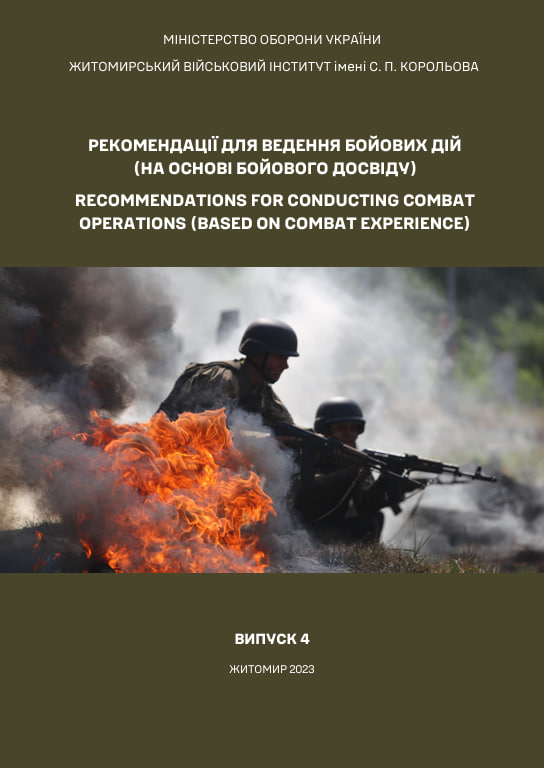 МІНІСТЕРСТВО ОБОРОНИ УКРАЇНИ
ЖИТОМИРСЬКИЙ ВІЙСЬКОВИЙ ІНСТИТУТ імені С. П. КОРОЛЬОВА
РЕКОМЕНДАЦІЇ ДЛЯ ВЕДЕННЯ БОЙОВИХ ДІЙ
(НА ОСНОВІ БОЙОВОГО ДОСВІДУ)
RECOMMENDATIONS FOR CONDUCTING COMBAT
OPERATIONS (BASED ON COMBAT EXPERIENCE)
ВИПУСК 4
ЖИТОМИР 2023